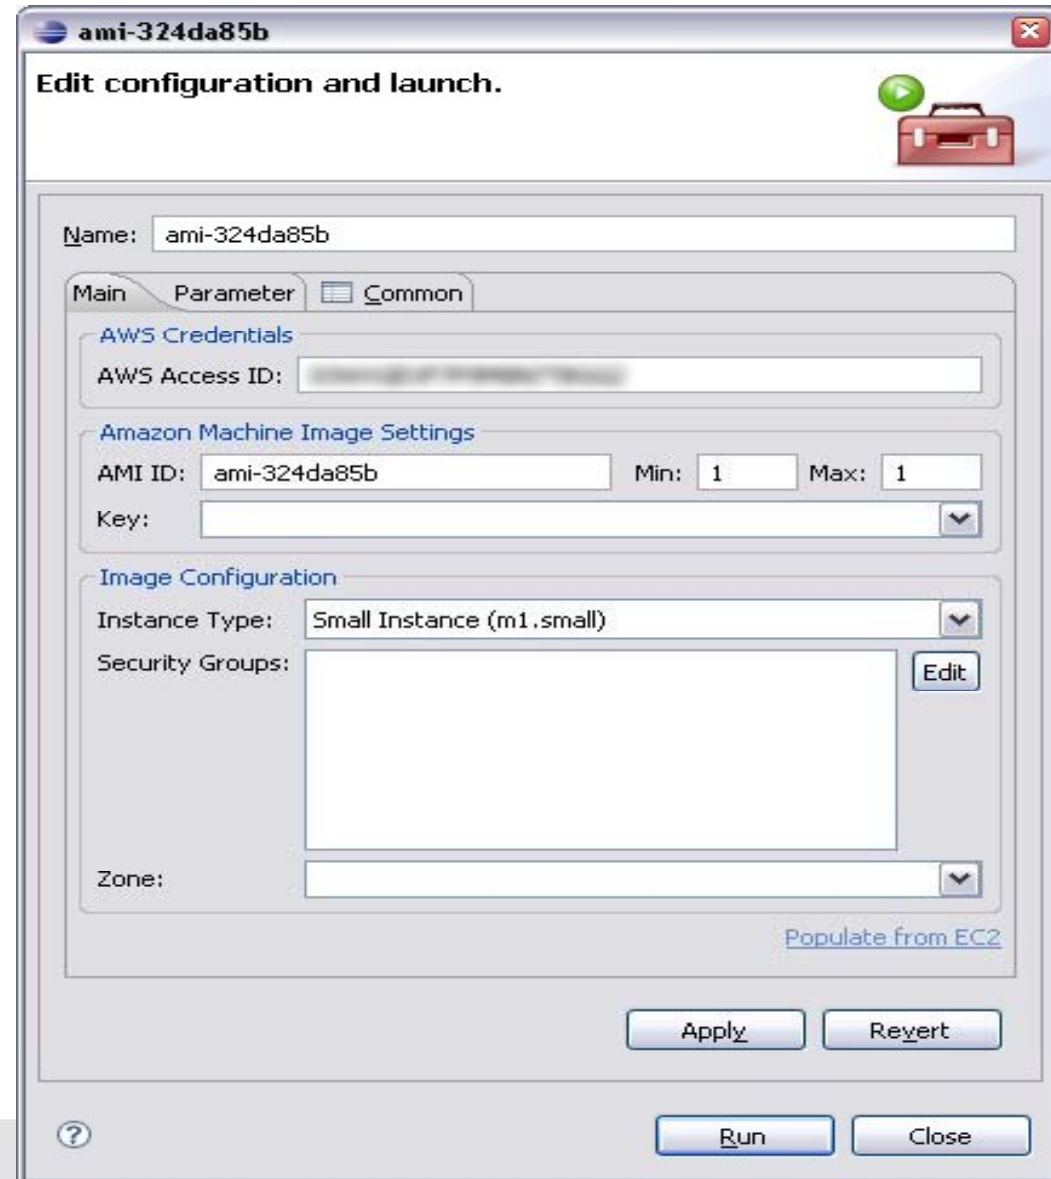 ami-324da85b
Edit configuration and launch.
Name: ami-324da85b
Main Parameter Common
AWS Credentials
AWS Access ID:
Amazon Machine Image Settings
AMI ID: ami-324da85b Min: 1 Max: 1
Key:
Image Configuration
Instance Type: Small Instance (m1.small)
Security Groups: Edit
Zone:
Populate from EC2
Apply Revert
? Run Close